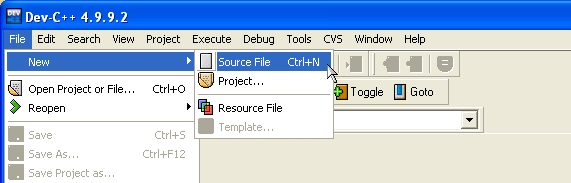 DEV Dev-C++ 4.9.9.2
File Edit Search View Project Execute Debug Tools CVS Window Help
New Source File Ctrl+N
Project...
Open Project or File... Ctrl+O Toggle Goto
Reopen Resource File
Template...
Save Ctrl+S
Save As... Ctrl+F12
Save Project as...